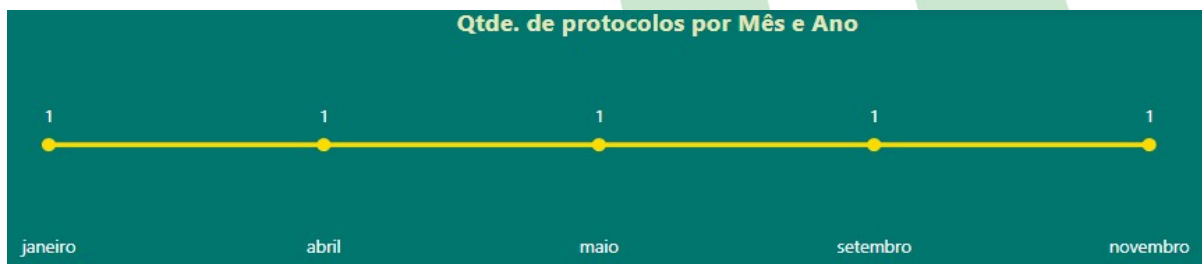 Qtde. de protocolos por Mês e Ano
1 1 1 1 1
janeiro abril maio setembro novembro